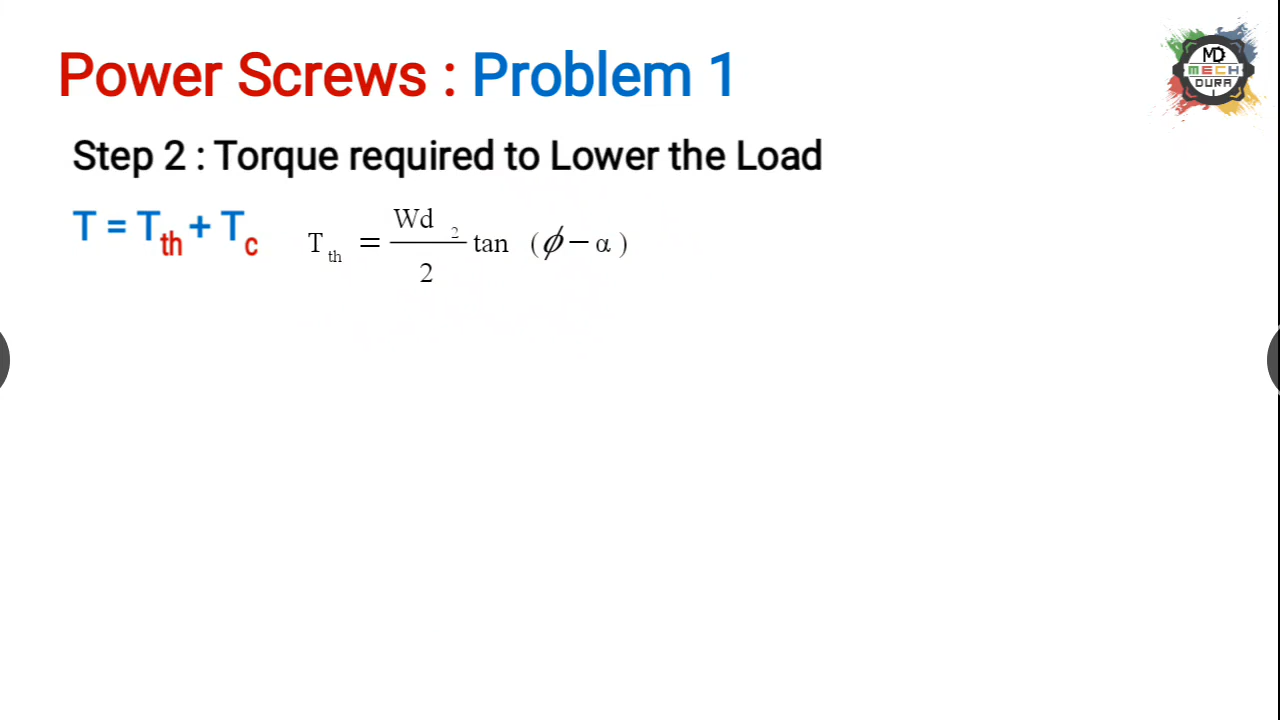 Power Screws : Problem 1
MD
MECH
DURA
Step 2 : Torque required to Lower the Load
T = Tth + Tc
Tth = Wd2 / 2 tan (ϕ − α)